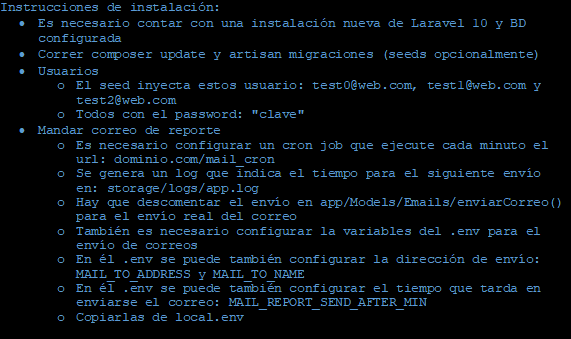 Instrucciones de instalación:
• Es necesario contar con una instalación nueva de Laravel 10 y BD
configurada
• Correr composer update y artisan migraciones (seeds opcionalmente)
• Usuarios
o El seed inyecta estos usuario: test0@web.com, test1@web.com y
test2@web.com
o Todos con el password: "clave"
• Mandar correo de reporte
o Es necesario configurar un cron job que ejecute cada minuto el
url: dominio.com/mail_cron
o Se genera un log que indica el tiempo para el siguiente envío
en: storage/logs/app.log
o Hay que descomentar el envío en app/Models/Emails/enviarCorreo()
para el envío real del correo
o También es necesario configurar la variables del .env para el
envío de correos
o En él .env se puede también configurar la dirección de envío:
MAIL_TO_ADDRESS y MAIL_TO_NAME
o En él .env se puede también configurar el tiempo que tarda en
enviarse el correo: MAIL_REPORT_SEND_AFTER_MIN
o Copiarlas de local.env